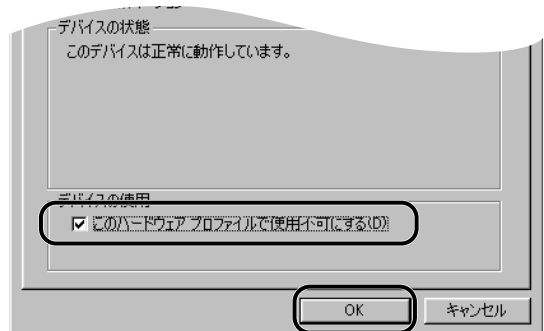 デバイスの状態
このデバイスは正常に動作しています。
デバイスの使用
このハードウェア プロファイルで使用不可にする(D)
OK
キャンセル